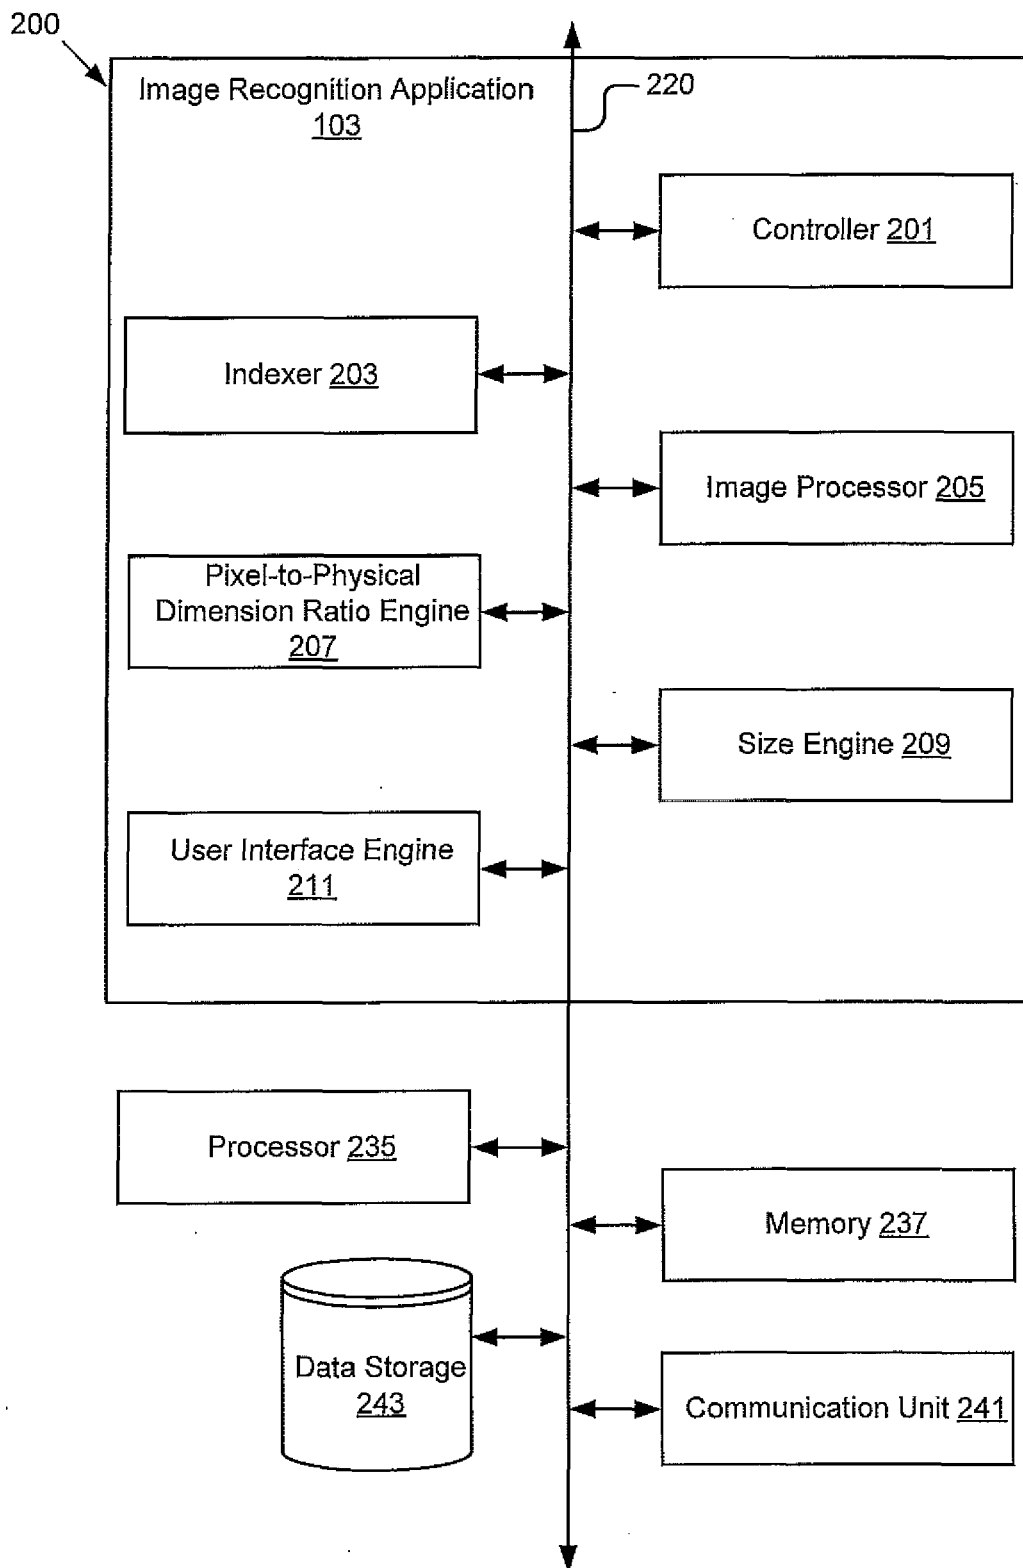 200
Image Recognition Application
103
220
Controller 201
Indexer 203
Image Processor 205
Pixel-to-Physical
Dimension Ratio Engine
207
Size Engine 209
User Interface Engine
211
Processor 235
Memory 237
Data Storage
243
Communication Unit 241